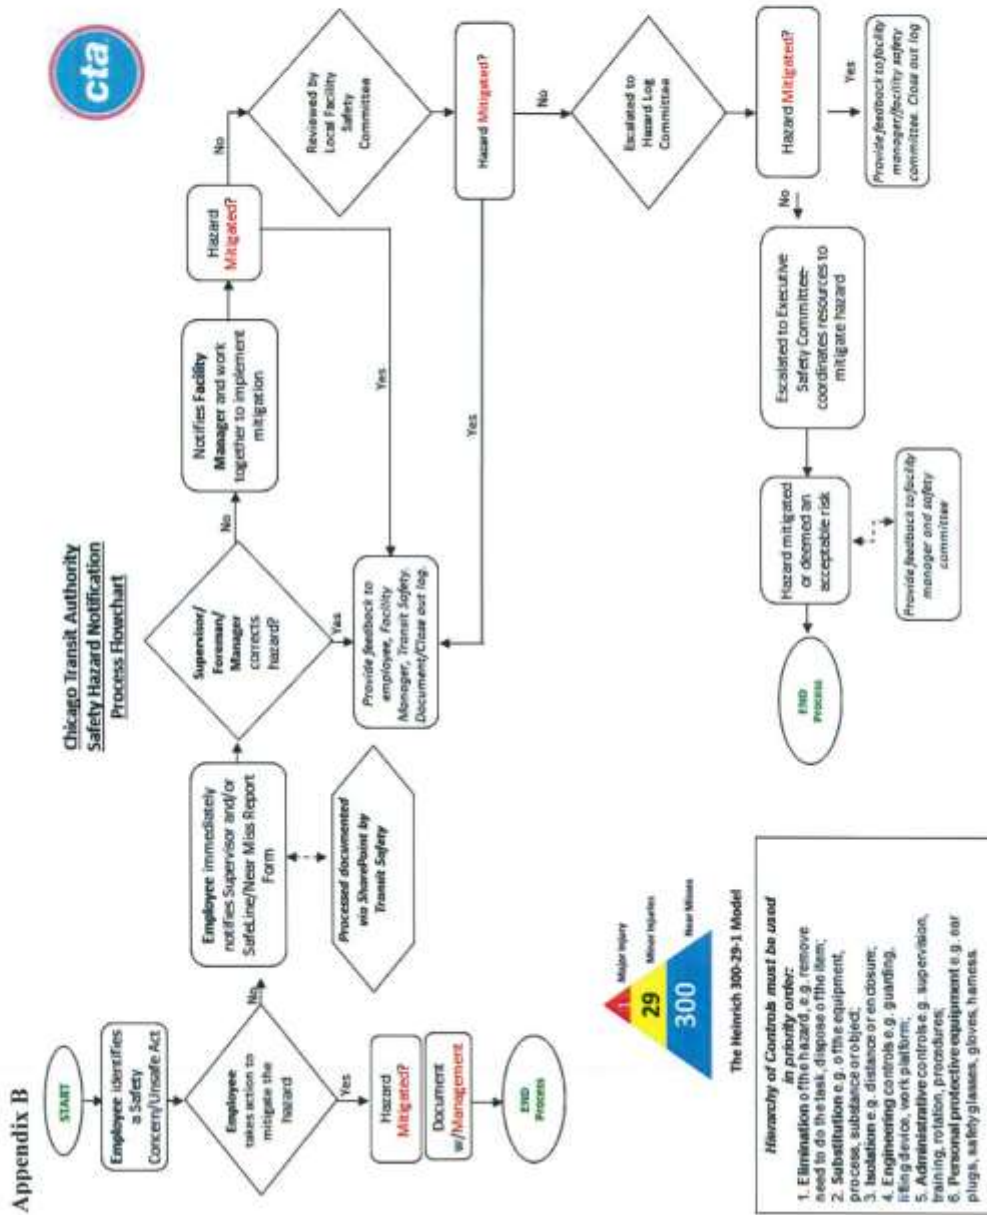 Appendix B
cta
Chicago Transit Authority
Safety Hazard Notification
Process Flowchart
START
Employee identifies
a Safety
Concern/Unsafe Act
Employee
takes action to
mitigate the
hazard
Yes
No
Hazard
Mitigated?
Document
w/Management
END
Process
Employee immediately
notifies Supervisor and/or
SafeLine/Near Miss Report
Form
Processed documented
via SharePoint by
Transit Safety
Supervisor/
Foreman/
Manager
corrects
hazard?
No
Yes
Provide feedback to
employee, Facility
Manager, Transit Safety.
Document/Close out log.
Notifies Facility
Manager and work
together to implement
mitigation
Hazard
Mitigated?
No
Yes
Reviewed by
Local Facility
Safety
Committee
Hazard Mitigated?
Yes
No
Escalated to
Hazard Log
Committee
Hazard Mitigated?
No
Yes
Provide feedback to facility
manager/facility safety
committee. Close out log
Escalated to Executive
Safety Committee-
coordinates resources to
mitigate hazard
Hazard mitigated
or deemed an
acceptable risk
Provide feedback to facility
manager and safety
committee
END
Process
1
Major Injury
29
Minor Injuries
300
Near Misses
The Heinrich 300-29-1 Model
Hierarchy of Controls must be used
in priority order:
1. Elimination of the hazard, e.g. remove
need to do the task, dispose of the item;
2. Substitution e.g. of the equipment,
process, substance or object;
3. Isolation e.g. distance or enclosure;
4. Engineering controls e.g. guarding,
lifting device, work platform;
5. Administrative controls e.g. supervision,
training, rotation, procedures;
6. Personal protective equipment e.g. ear
plugs, safety glasses, gloves, harness.